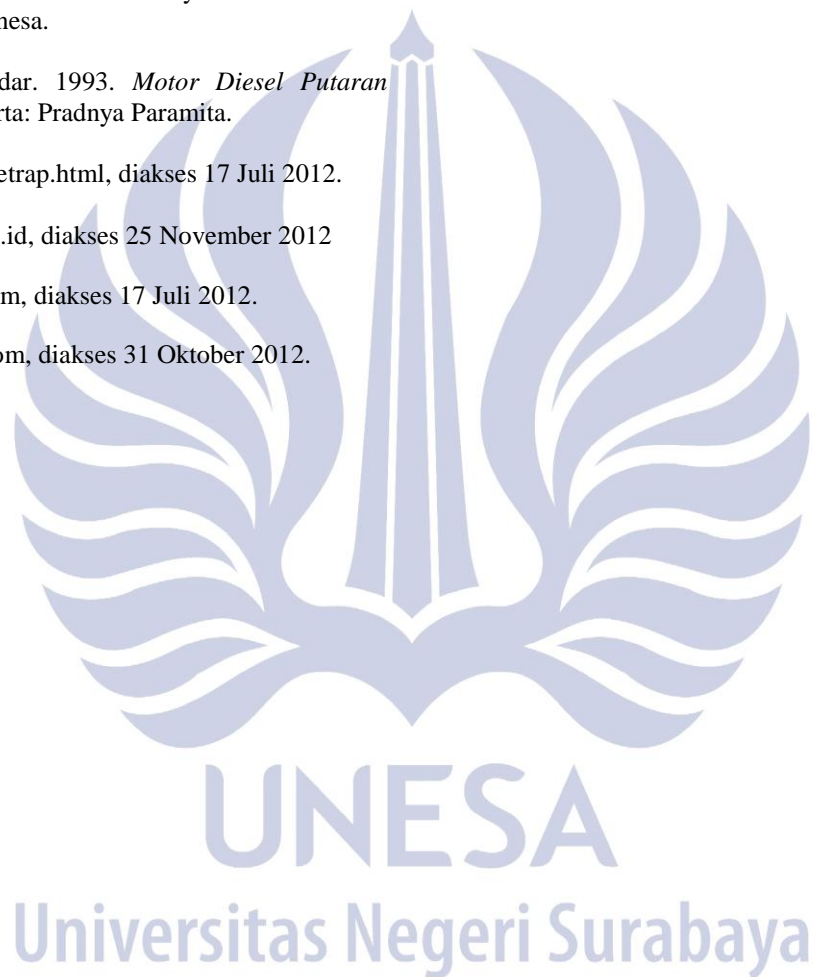 nesa.
dar. 1993. Motor Diesel Putaran
rta: Pradnya Paramita.
etrap.html, diakses 17 Juli 2012.
.id, diakses 25 November 2012
m, diakses 17 Juli 2012.
om, diakses 31 Oktober 2012.
UNESA
Universitas Negeri Surabaya